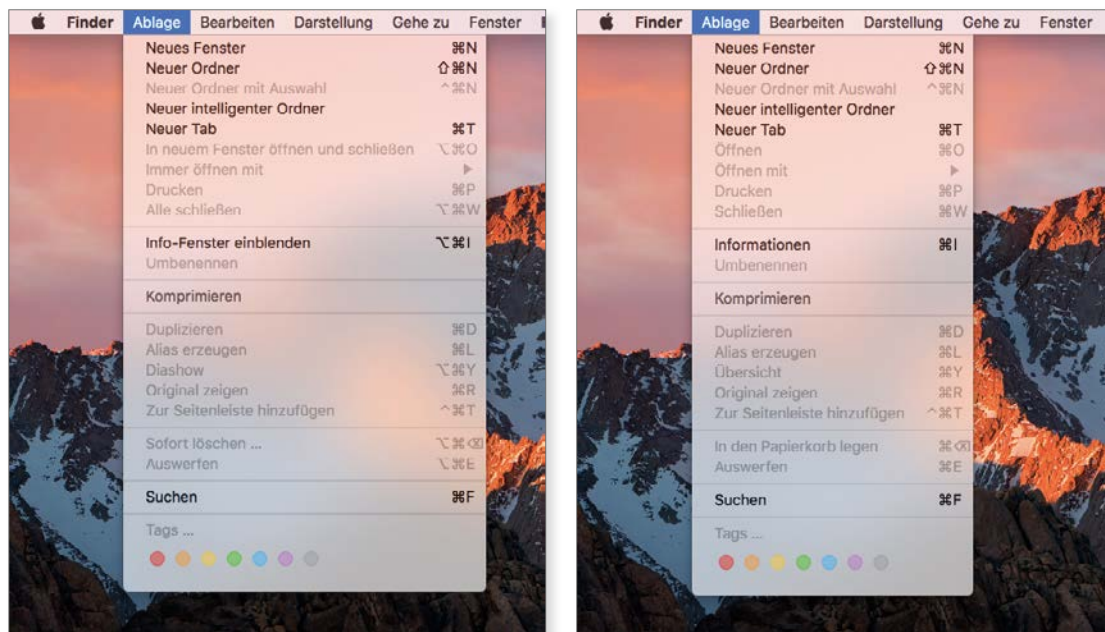 Finder Ablage Bearbeiten Darstellung Gehe zu Fenster
Neues Fenster ⌘N
Neuer Ordner ⇧⌘N
Neuer Ordner mit Auswahl ^⌘N
Neuer intelligenter Ordner
Neuer Tab ⌘T
In neuem Fenster öffnen und schließen ⌥⌘O
Immer öffnen mit ▶
Drucken ⌘P
Alle schließen ⌥⌘W
Info-Fenster einblenden ⌥⌘I
Umbenennen
Komprimieren
Duplizieren ⌘D
Alias erzeugen ⌘L
Diashow ⌥⌘Y
Original zeigen ⌘R
Zur Seitenleiste hinzufügen ^⌘T
Sofort löschen ... ⌥⌘⌫
Auswerfen ⌥⌘E
Suchen ⌘F
Tags ...
Finder Ablage Bearbeiten Darstellung Gehe zu Fenster
Neues Fenster ⌘N
Neuer Ordner ⇧⌘N
Neuer Ordner mit Auswahl ^⌘N
Neuer intelligenter Ordner
Neuer Tab ⌘T
Öffnen ⌘O
Öffnen mit ▶
Drucken ⌘P
Schließen ⌘W
Informationen ⌘I
Umbenennen
Komprimieren
Duplizieren ⌘D
Alias erzeugen ⌘L
Übersicht ⌘Y
Original zeigen ⌘R
Zur Seitenleiste hinzufügen ^⌘T
In den Papierkorb legen ⌘⌫
Auswerfen ⌘E
Suchen ⌘F
Tags ...